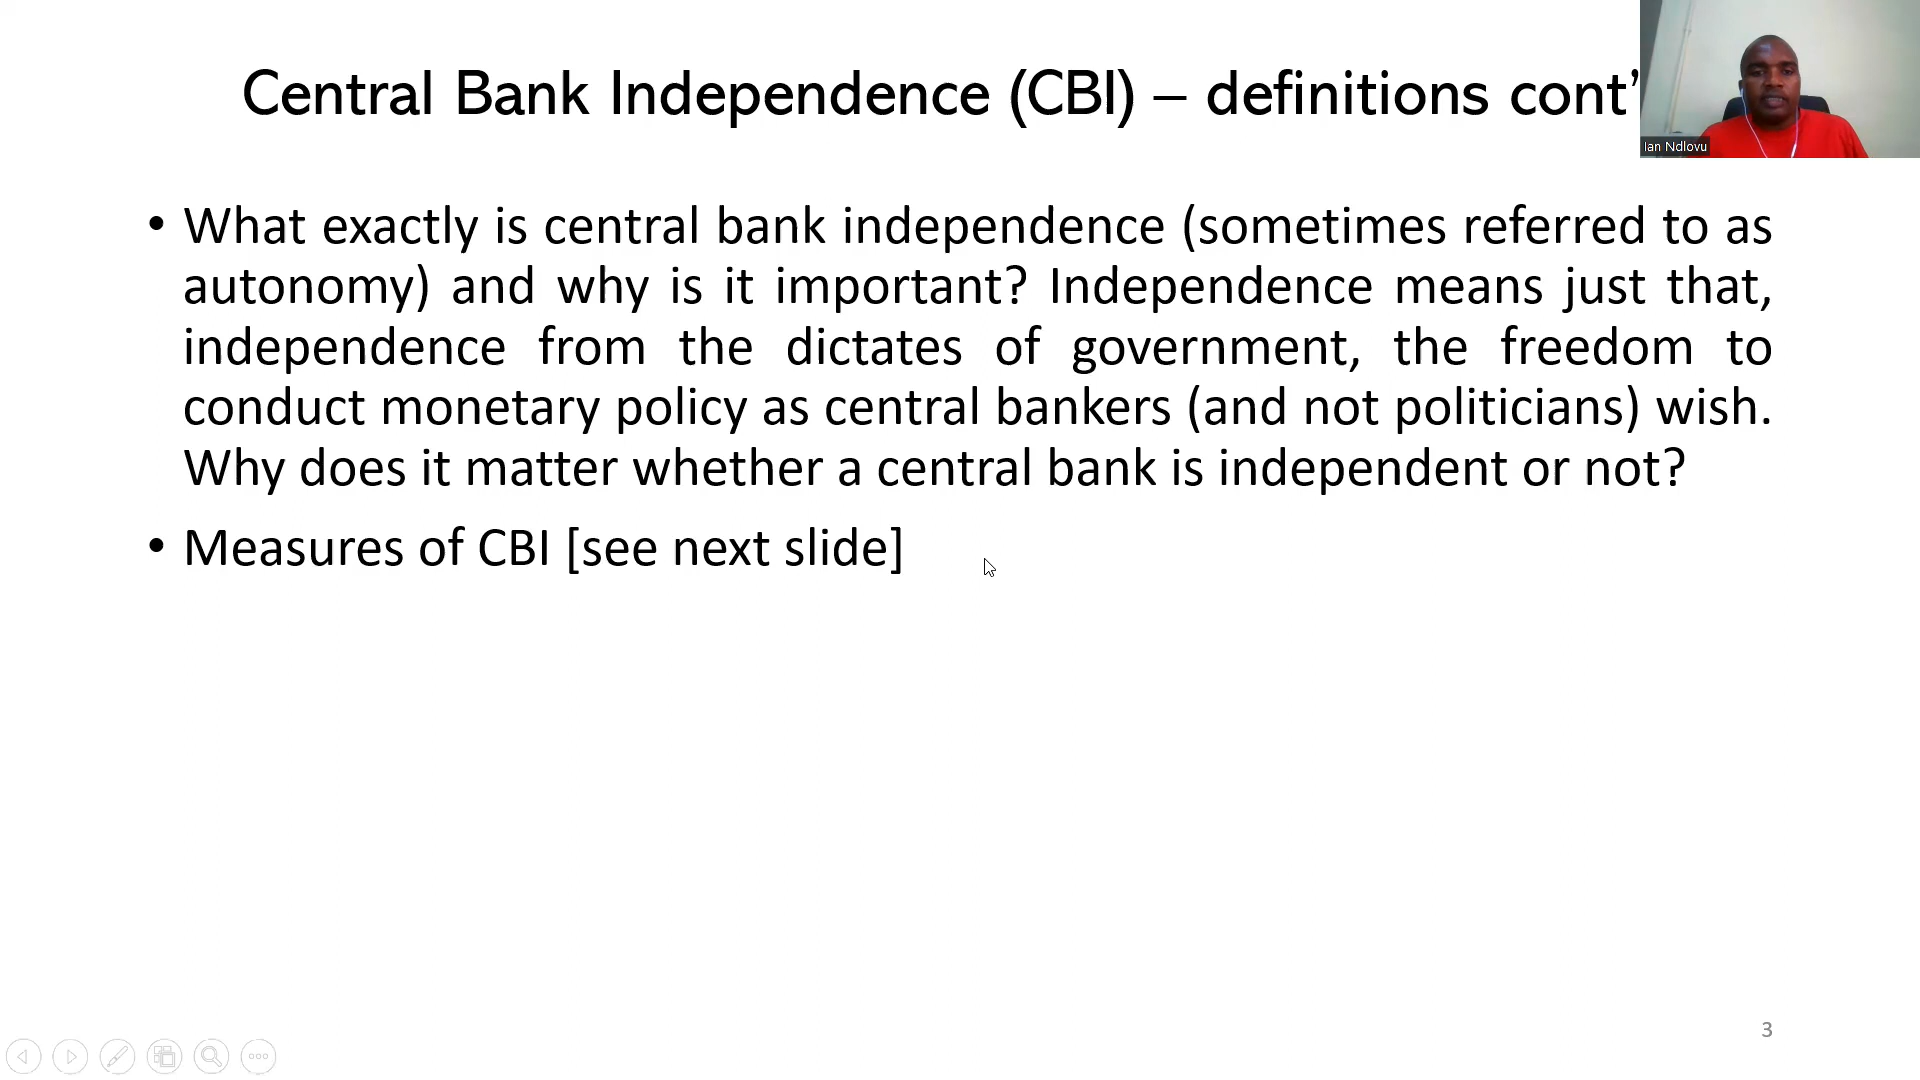 Central Bank Independence (CBI) – definitions cont’
Ian Ndlovu
• What exactly is central bank independence (sometimes referred to as
autonomy) and why is it important? Independence means just that,
independence from the dictates of government, the freedom to
conduct monetary policy as central bankers (and not politicians) wish.
Why does it matter whether a central bank is independent or not?
• Measures of CBI [see next slide]
3